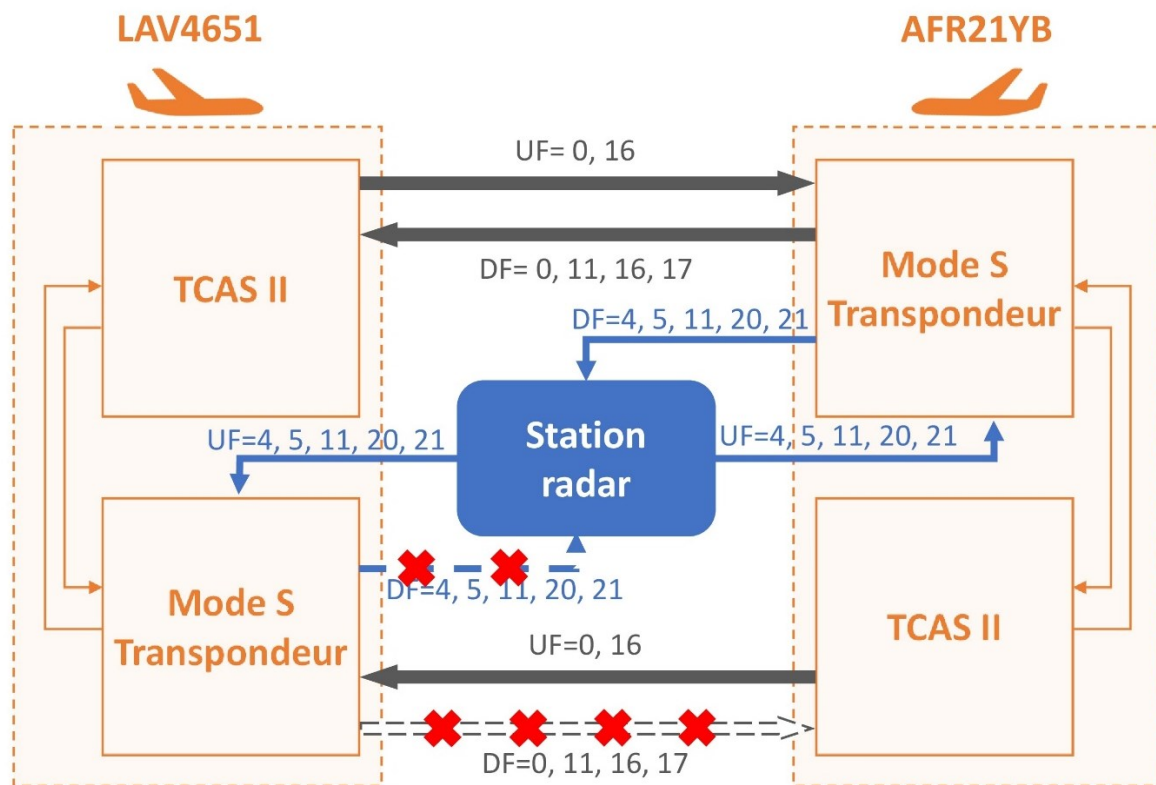 LAV4651
AFR21YB
UF= 0, 16
DF= 0, 11, 16, 17
TCAS II
Mode S
Transpondeur
DF=4, 5, 11, 20, 21
Station
radar
UF=4, 5, 11, 20, 21
UF=4, 5, 11, 20, 21
DF=4, 5, 11, 20, 21
Mode S
Transpondeur
TCAS II
UF=0, 16
DF=0, 11, 16, 17